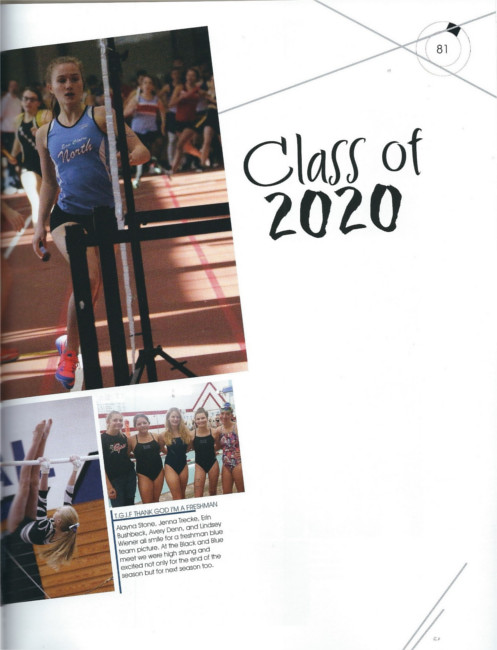 81
Class of
2020
North
T.G.I.F THANK GOD I'M A FRESHMAN
Alayna Stone, Jenna Trecke, Erin
Bushbeck, Avery Denn, and Lindsey
Wiener all smile for a freshman blue
team picture. At the Black and Blue
meet we were high strung and
excited not only for the end of the
season but for next season too.